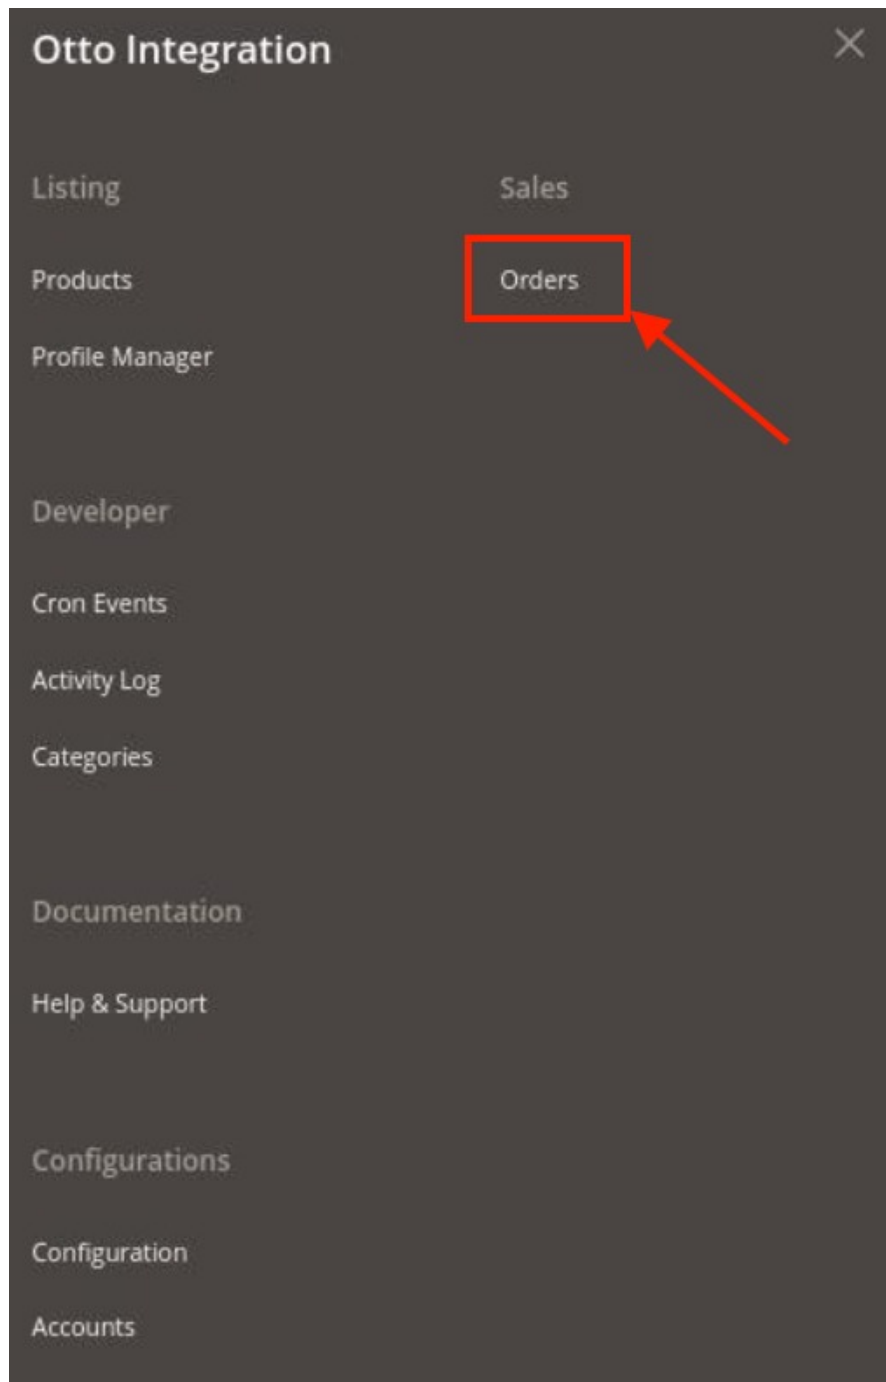 Otto Integration
Listing
Products
Profile Manager
Sales
Orders
Developer
Cron Events
Activity Log
Categories
Documentation
Help & Support
Configurations
Configuration
Accounts